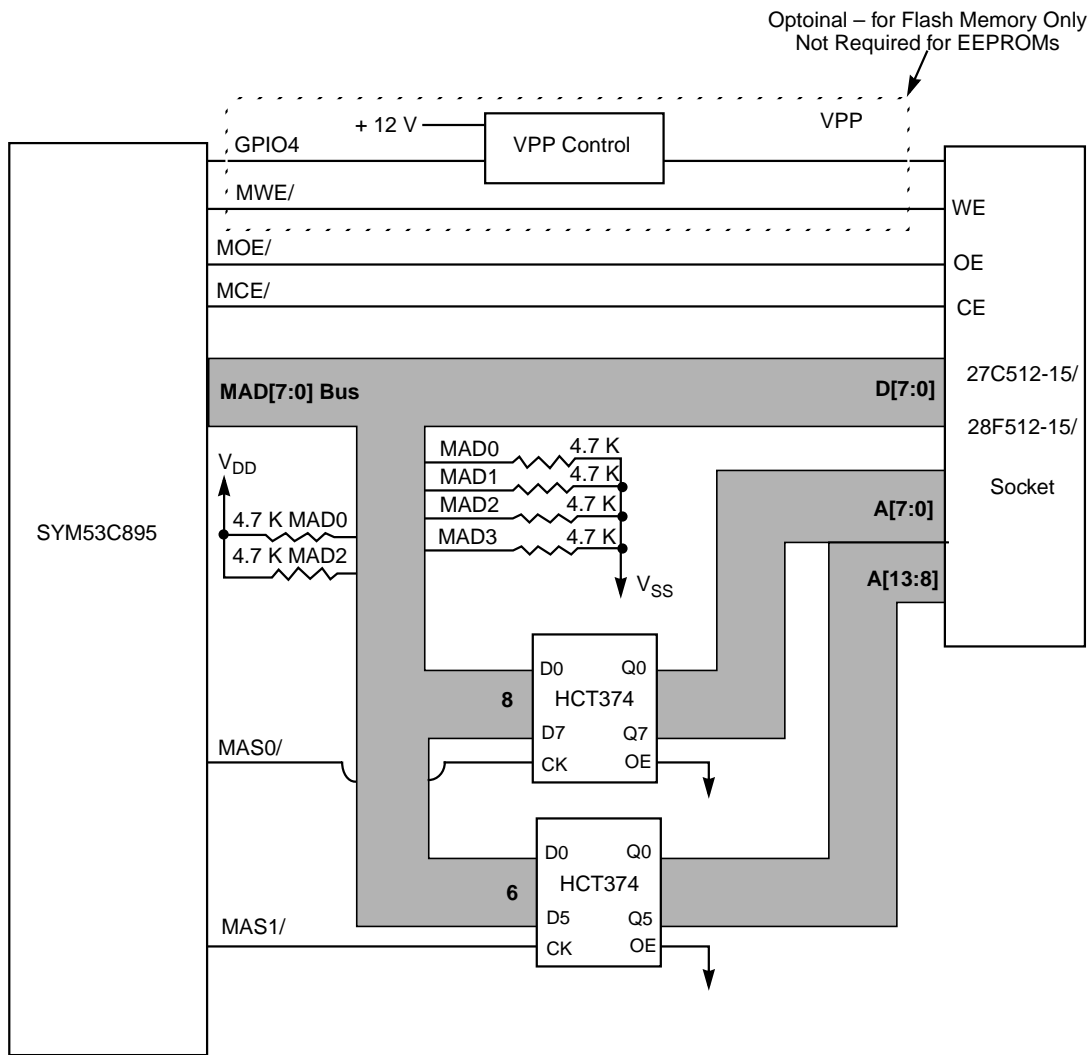 Optoinal – for Flash Memory Only
Not Required for EEPROMs
+ 12 V
VPP Control
VPP
GPIO4
MWE/
WE
MOE/
OE
MCE/
CE
MAD[7:0] Bus
D[7:0]
27C512-15/
28F512-15/
Socket
VDD
MAD0
4.7 K
MAD1
4.7 K
MAD2
4.7 K
MAD3
4.7 K
4.7 K MAD0
4.7 K MAD2
VSS
A[7:0]
A[13:8]
SYM53C895
D0
Q0
8
HCT374
D7
Q7
MAS0/
CK
OE
D0
Q0
6
HCT374
D5
Q5
MAS1/
CK
OE